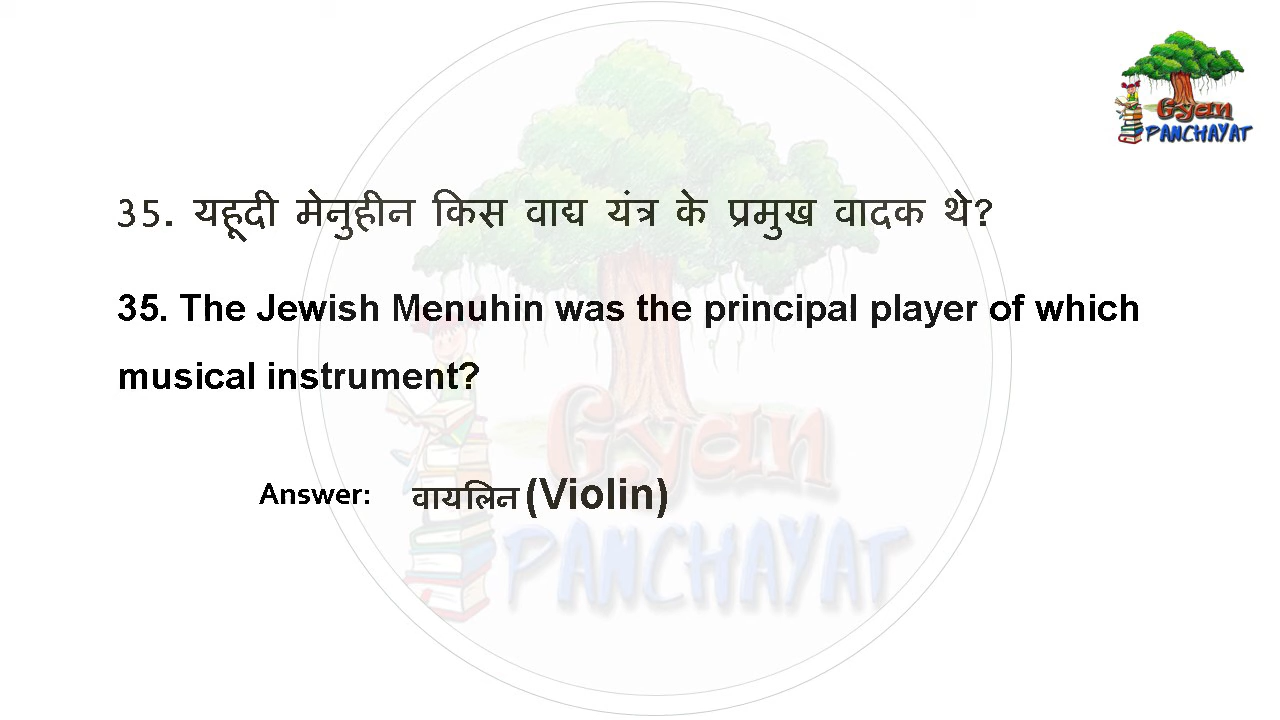 Gyan
PANCHAYAT
35. यहूदी मेनुहीन किस वाद्य यंत्र के प्रमुख वादक थे?
35. The Jewish Menuhin was the principal player of which
musical instrument?
Answer: वायलिन (Violin)
Gyan
PANCHAYAT